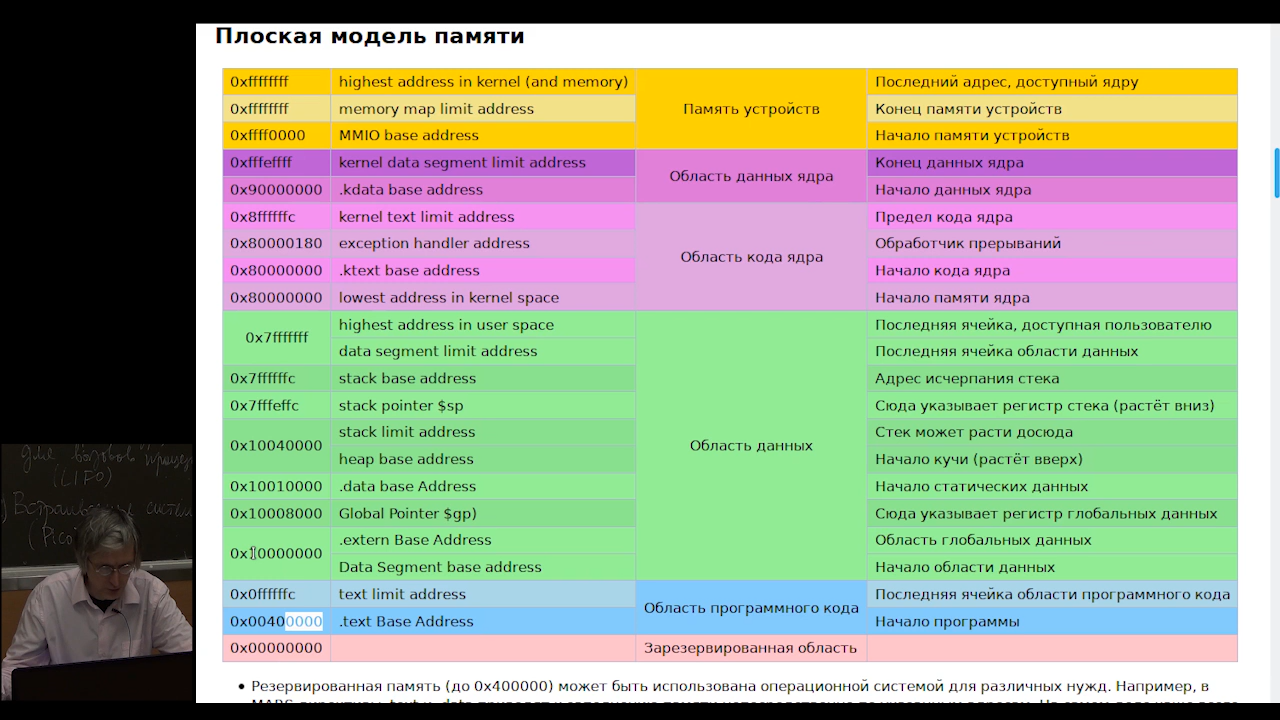 Плоская модель памяти
0xffffffff highest address in kernel (and memory) Последний адрес, доступный ядру
0xffffffff memory map limit address Память устройств Конец памяти устройств
0xffff0000 MMIO base address Начало памяти устройств
0xfffeffff kernel data segment limit address Область данных ядра Конец данных ядра
0x90000000 .kdata base address Начало данных ядра
0x8ffffffc kernel text limit address Предел кода ядра
0x80000180 exception handler address Область кода ядра Обработчик прерываний
0x80000000 .ktext base address Начало кода ядра
0x80000000 lowest address in kernel space Начало памяти ядра
0x7fffffff highest address in user space Последняя ячейка, доступная пользователю
data segment limit address Последняя ячейка области данных
0x7ffffffc stack base address Адрес исчерпания стека
0x7fffeffc stack pointer $sp Сюда указывает регистр стека (растёт вниз)
0x10040000 stack limit address Область данных Стек может расти досюда
heap base address Начало кучи (растёт вверх)
0x10010000 .data base Address Начало статических данных
0x10008000 Global Pointer $gp) Сюда указывает регистр глобальных данных
0x10000000 .extern Base Address Область глобальных данных
Data Segment base address Начало области данных
0x0ffffffc text limit address Область программного кода Последняя ячейка области программного кода
0x00400000 .text Base Address Начало программы
0x00000000 Зарезервированная область
• Резервированная память (до 0x400000) может быть использована операционной системой для различных нужд. Например, в
для вызовов
(LIFO)